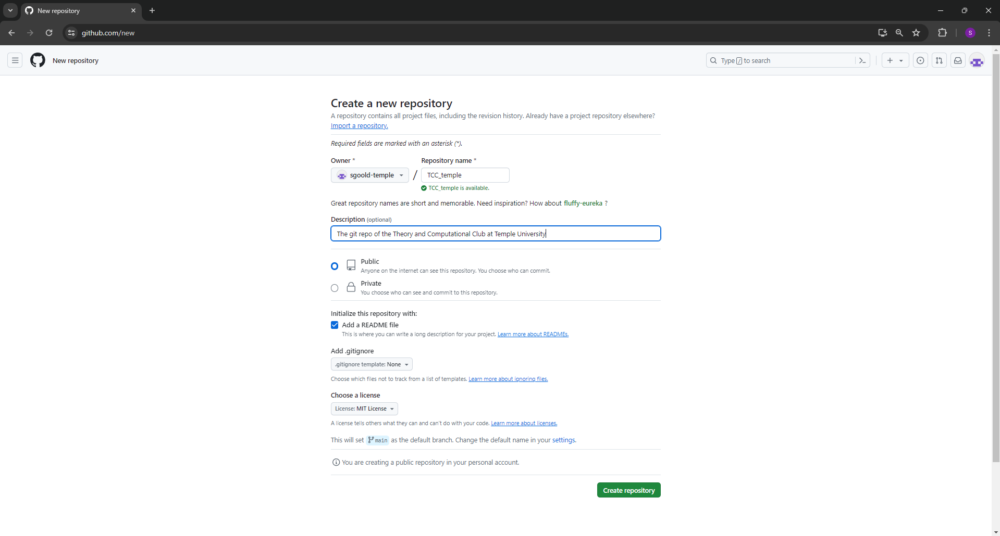 New repository
github.com/new
S
New repository
Type / to search
Create a new repository
A repository contains all project files, including the revision history. Already have a project repository elsewhere?
Import a repository.
Required fields are marked with an asterisk (*).
Owner *
Repository name *
sgoold-temple
/
TCC_temple
TCC_temple is available.
Great repository names are short and memorable. Need inspiration? How about fluffy-eureka ?
Description (optional)
The git repo of the Theory and Computational Club at Temple University
Public
Anyone on the internet can see this repository. You choose who can commit.
Private
You choose who can see and commit to this repository.
Initialize this repository with:
Add a README file
This is where you can write a long description for your project. Learn more about READMEs.
Add .gitignore
.gitignore template: None
Choose which files not to track from a list of templates. Learn more about ignoring files.
Choose a license
License: MIT License
A license tells others what they can and can't do with your code. Learn more about licenses.
This will set main as the default branch. Change the default name in your settings.
You are creating a public repository in your personal account.
Create repository